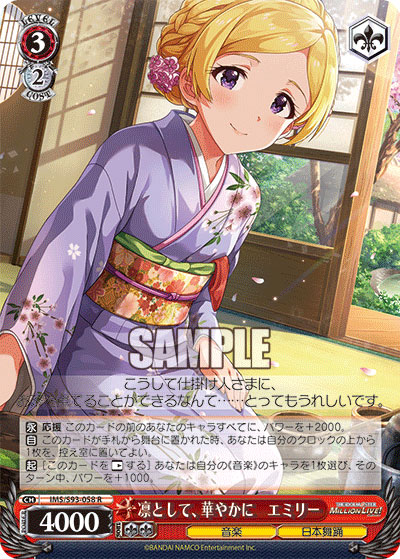 LEVEL
3
2
COST
SAMPLE
こうして仕掛け人さまに、
てることができるなんて……とってもうれしいです。
永 応援 このカードの前のあなたのキャラすべてに、パワーを+2000。
自 このカードが手札から舞台に置かれた時、あなたは自分のクロックの上から
1枚を、控え室に置いてよい。
起 [このカードを する] あなたは自分の《音楽》のキャラを1枚選び、そのターン中、パワーを
CH IMS/S93-058 R
4000
凛として、華やかに エミリー
THE IDOLM@STER
MILLION LIVE!
音楽 日本舞踊
©BANDAI NAMCO Entertainment Inc.